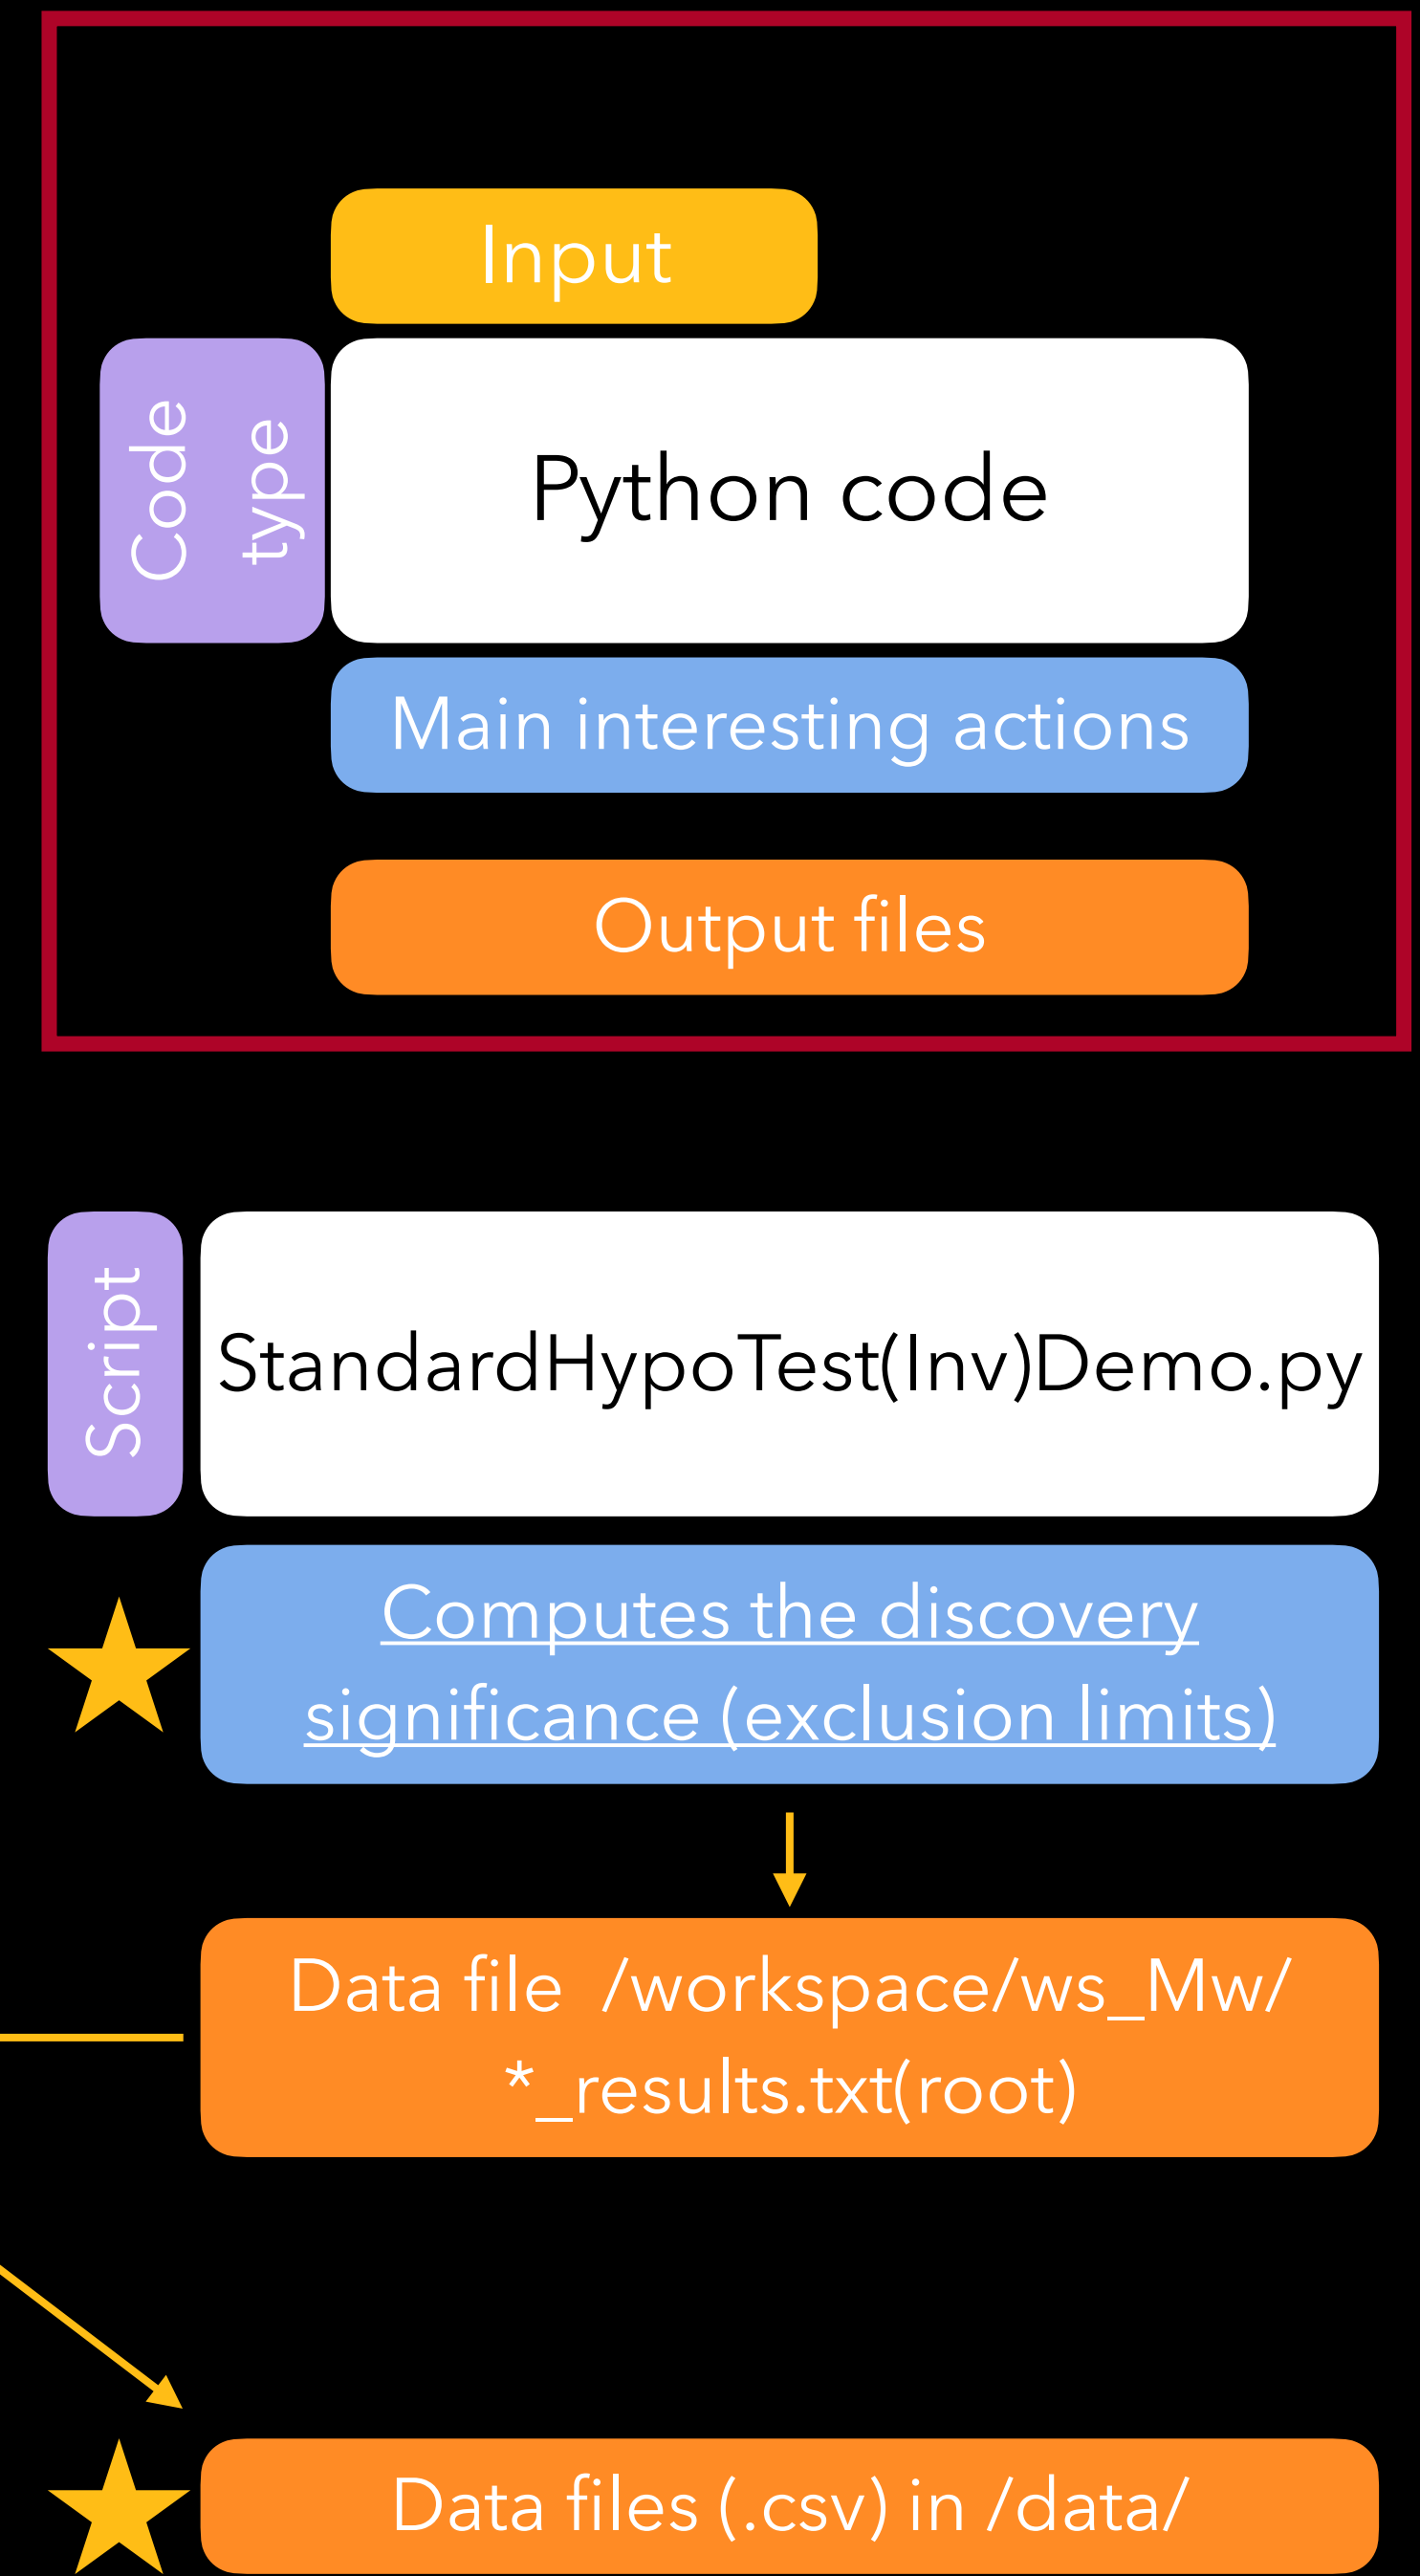 Input
Code
type
Python code
Main interesting actions
Output files
Script
StandardHypoTest(Inv)Demo.py
Computes the discovery
significance (exclusion limits)
Data file  /workspace/ws_Mw/
*_results.txt(root)
Data files (.csv) in /data/